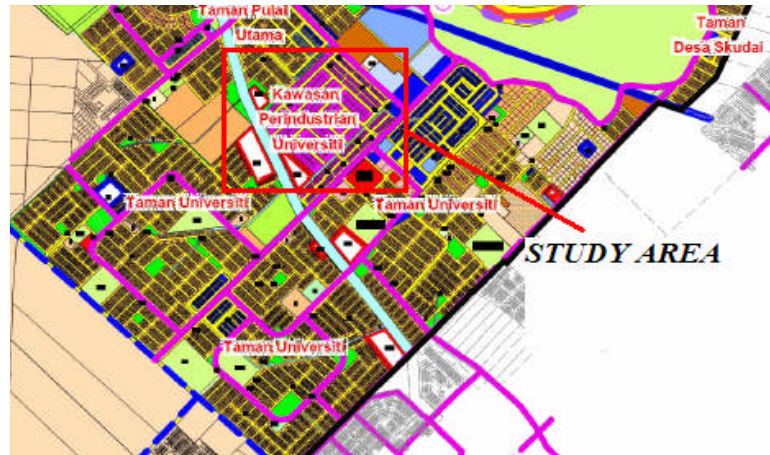 Taman Pulai
Utama
Taman
Desa Skudai
Kawasan
Perindustrian
Universiti
Taman Universiti
Taman Universiti
STUDY AREA
Taman Universiti